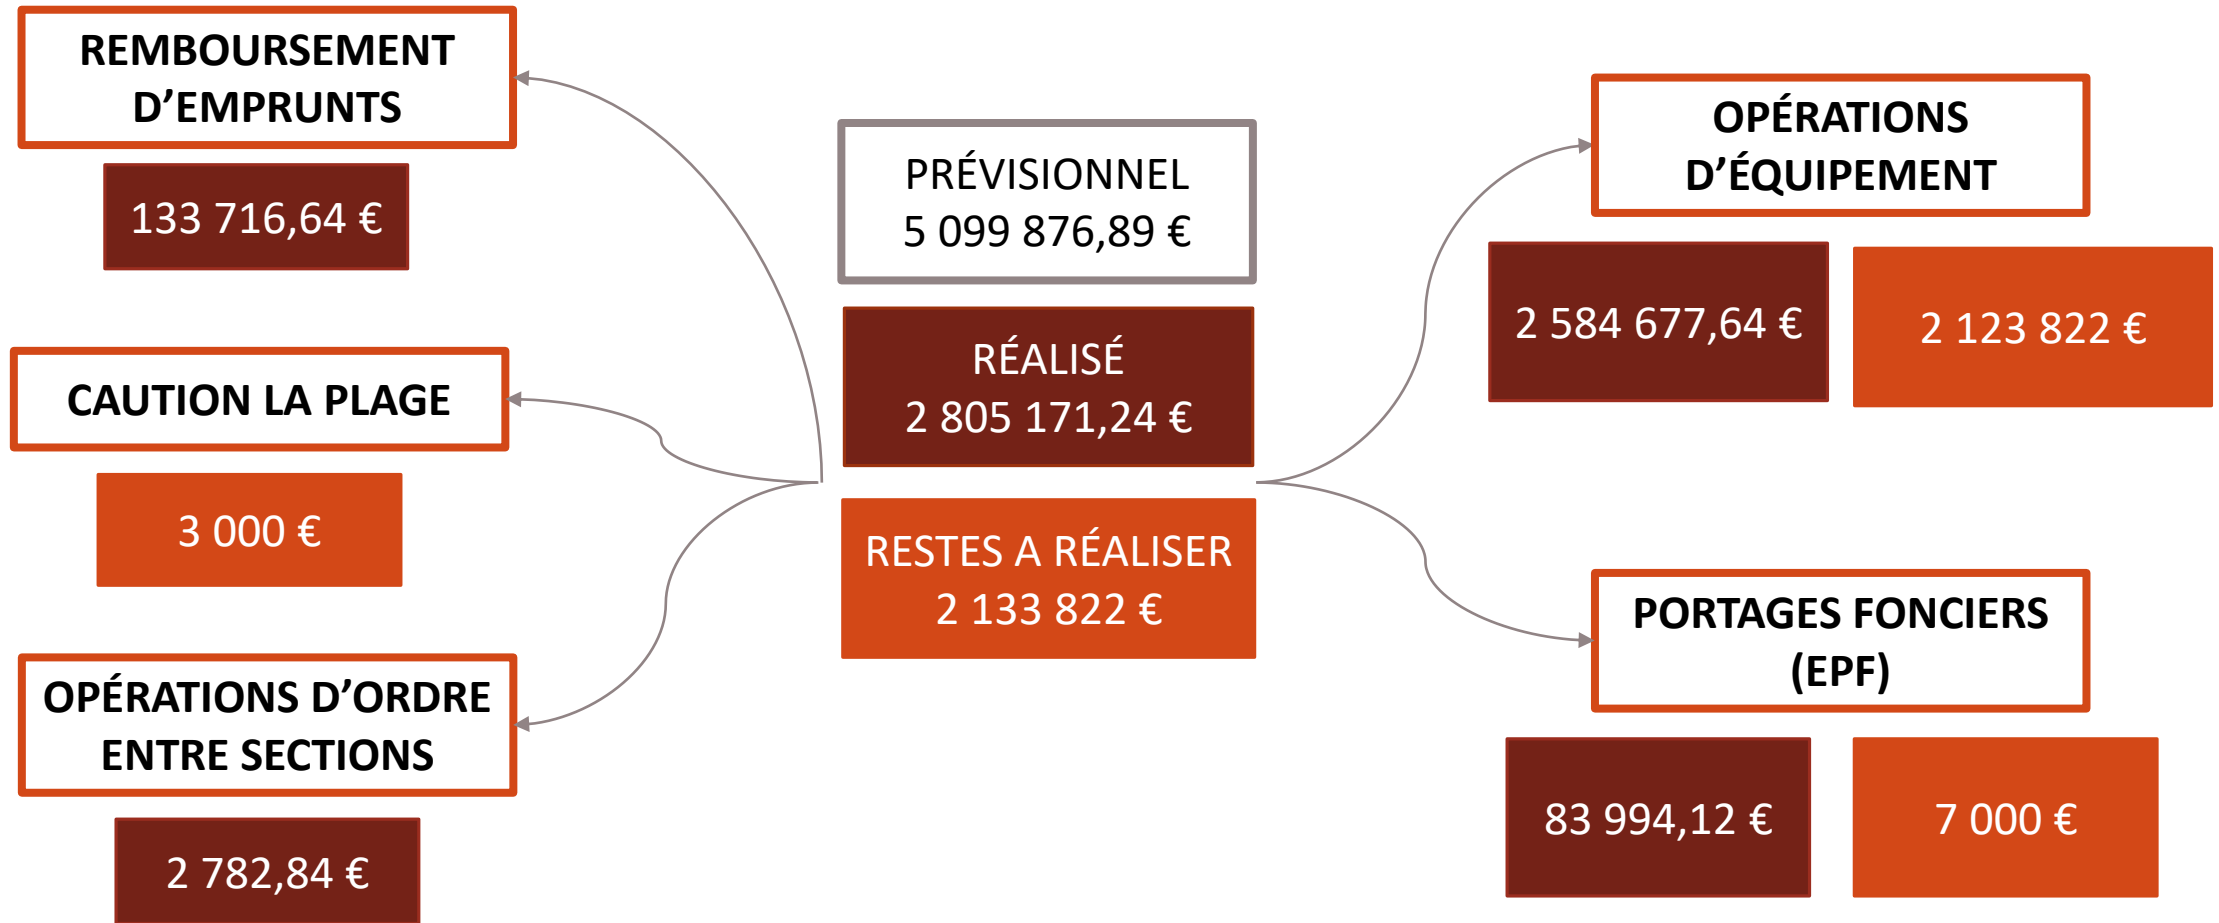 REMBOURSEMENT
D’EMPRUNTS
133 716,64 €
CAUTION LA PLAGE
3 000 €
OPÉRATIONS D’ORDRE
ENTRE SECTIONS
2 782,84 €
PRÉVISIONNEL
5 099 876,89 €
RÉALISÉ
2 805 171,24 €
RESTES A RÉALISER
2 133 822 €
OPÉRATIONS
D’ÉQUIPEMENT
2 584 677,64 €
2 123 822 €
PORTAGES FONCIERS
(EPF)
83 994,12 €
7 000 €